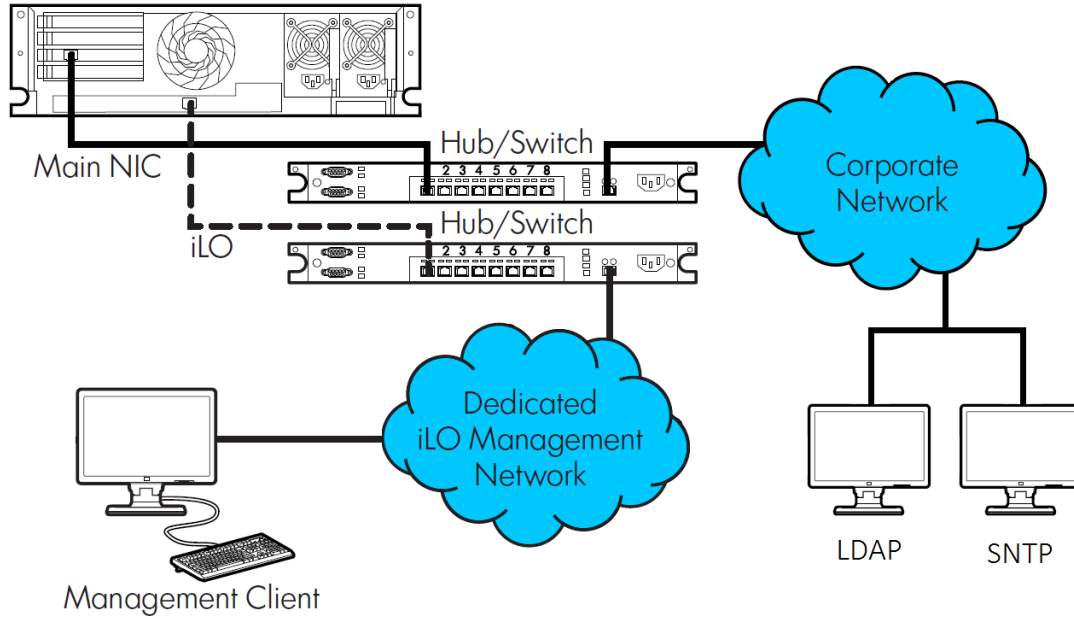 Hub/Switch
Main NIC
2 3 4 5 6 7 8
Corporate
Network
Hub/Switch
iLO
2 3 4 5 6 7 8
Dedicated
iLO Management
Network
LDAP
SNTP
Management Client